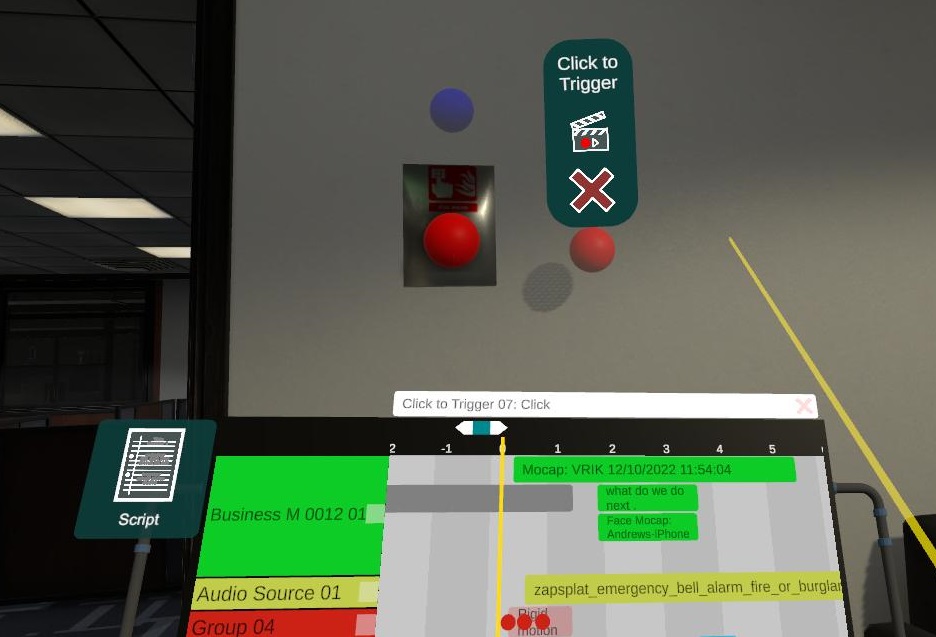 Click to
Trigger
Click to Trigger 07: Click
2
-1
0
1
2
3
4
5
Mocap: VRIK 12/10/2022 11:54:04
what do we do
next .
Face Mocap:
Andrews-iPhone
Script
Business M 0012 01
Audio Source 01
zapsplat_emergency_bell_alarm_fire_or_burglar
Group 04
Rigid
motion